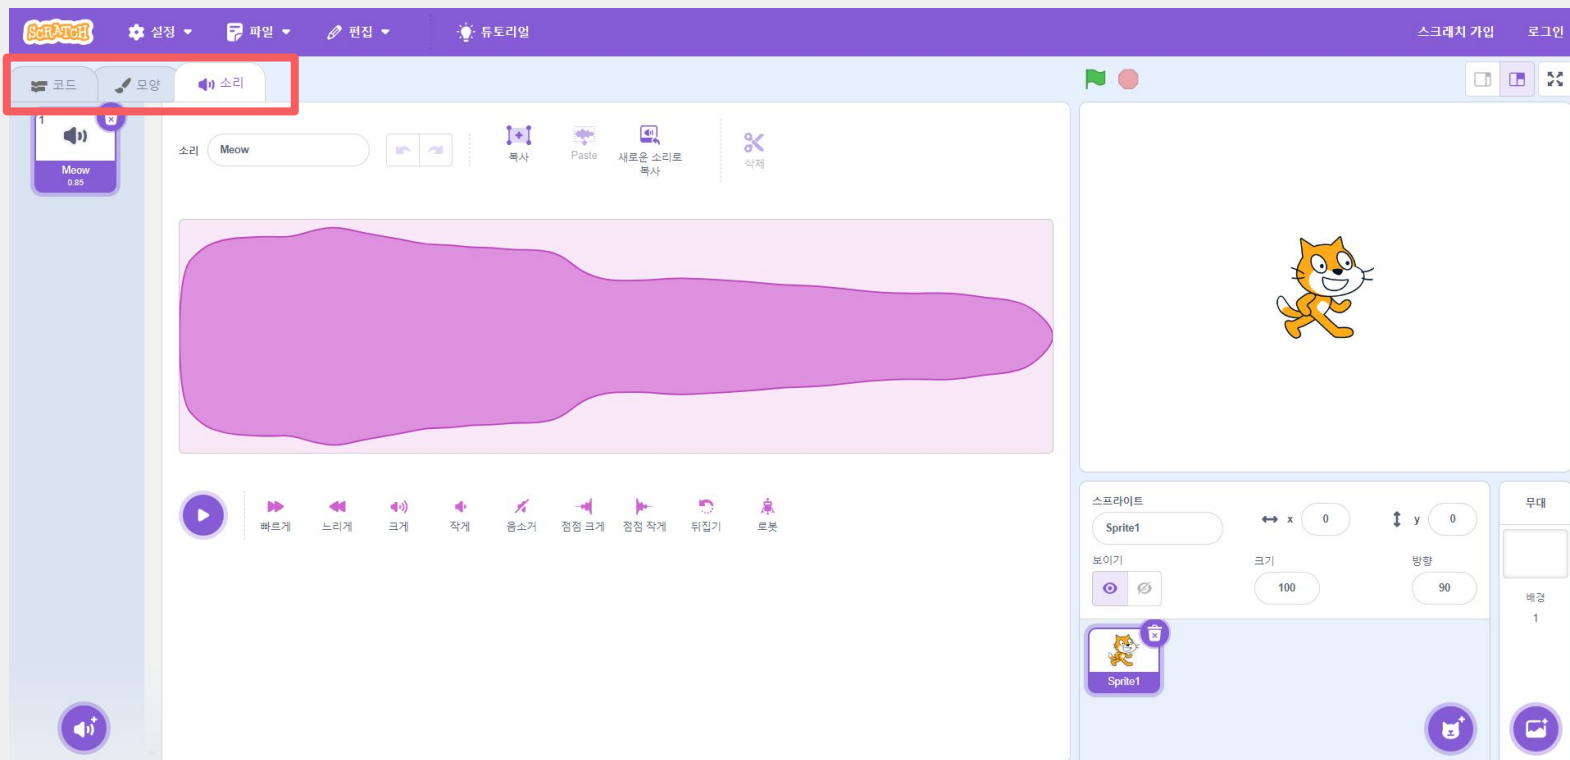 SCRATCH 설정 파일 편집 튜토리얼 스크래치 가입 로그인
코드 모양 소리
1
Meow
0.85
소리 Meow 복사 Paste 새로운 소리로
복사
삭제
빠르게 느리게 크게 작게 음소거 점점 크게 점점 작게 뒤집기 로봇
스프라이트
Sprite1 x 0 y 0
보이기 크기 방향
100 90
Sprite1
무대
배경
1